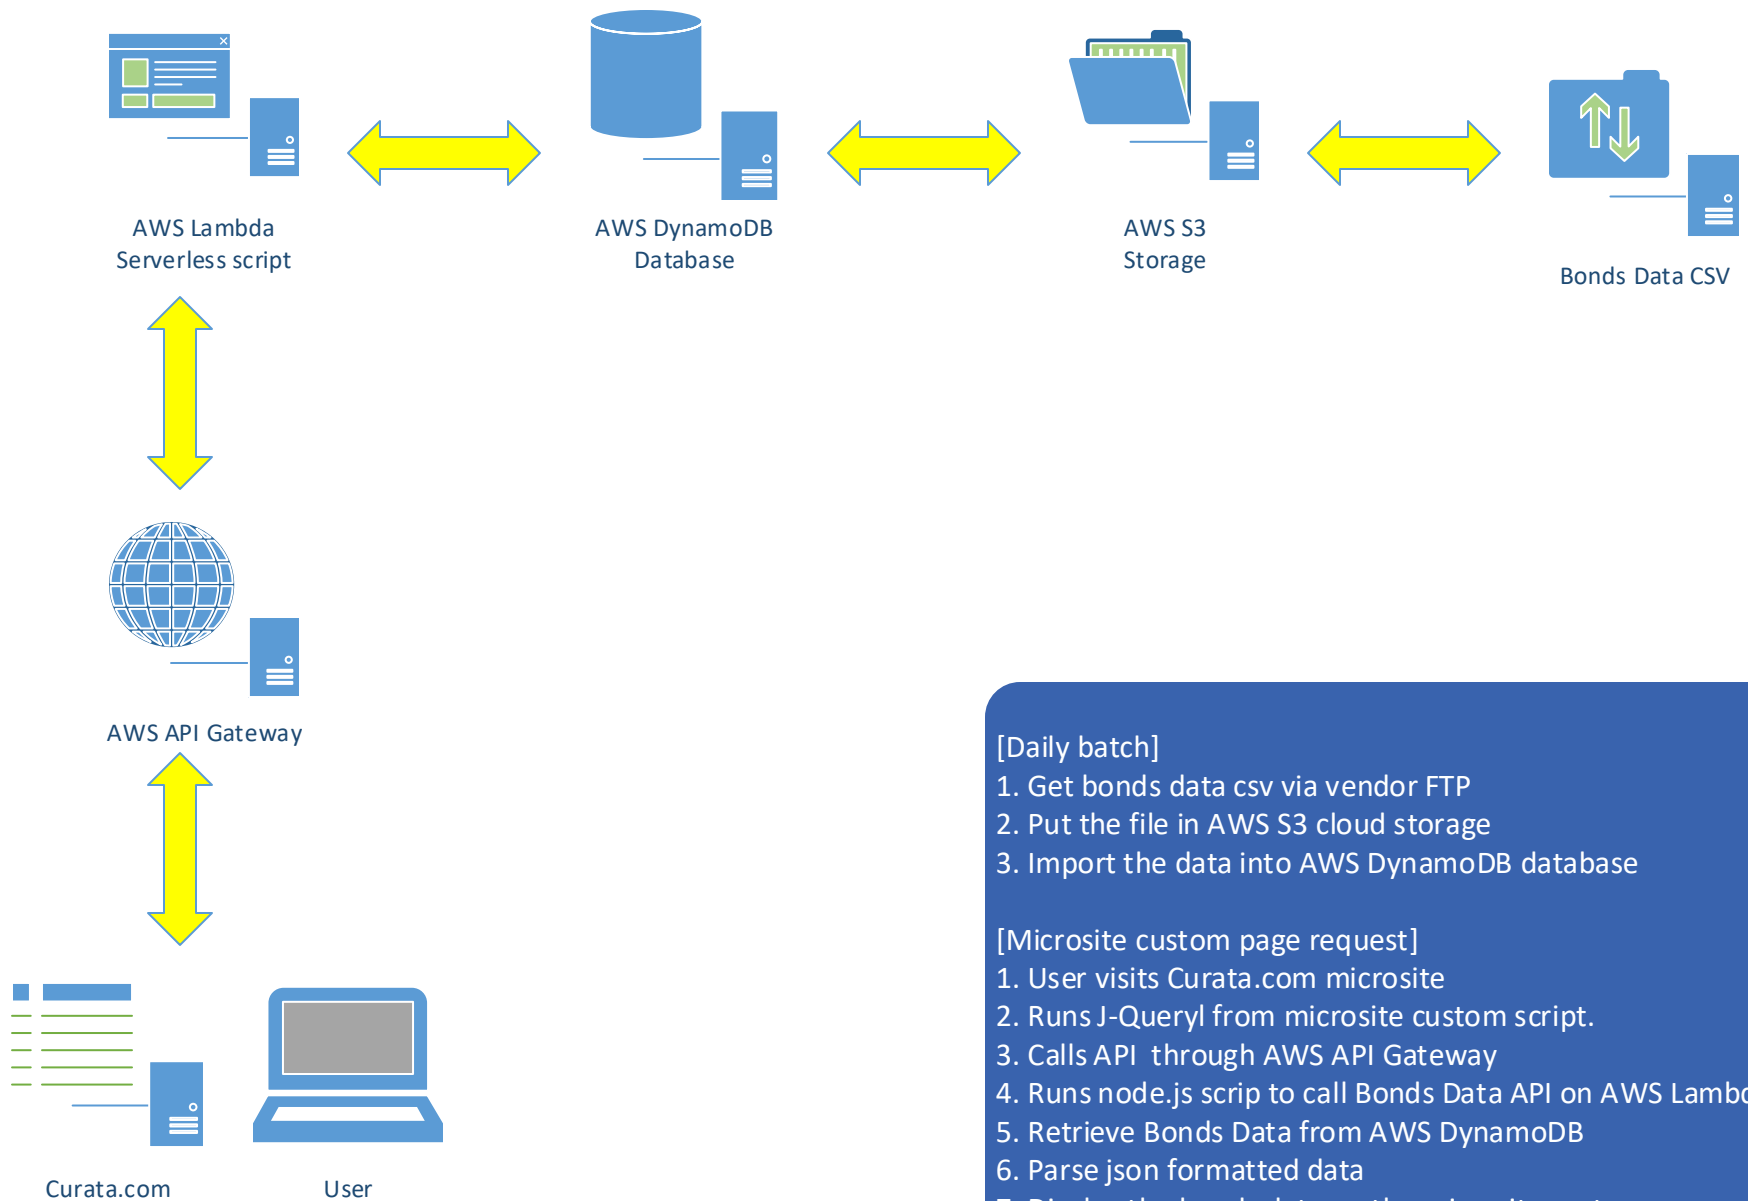 AWS Lambda
Serverless script
AWS DynamoDB
Database
AWS S3
Storage
Bonds Data CSV
AWS API Gateway
Curata.com
User
[Daily batch]
1. Get bonds data csv via vendor FTP
2. Put the file in AWS S3 cloud storage
3. Import the data into AWS DynamoDB database
[Microsite custom page request]
1. User visits Curata.com microsite
2. Runs J-Queryl from microsite custom script.
3. Calls API through AWS API Gateway
4. Runs node.js scrip to call Bonds Data API on AWS
5. Retrieve Bonds Data from AWS DynamoDB
6. Parse json formatted data